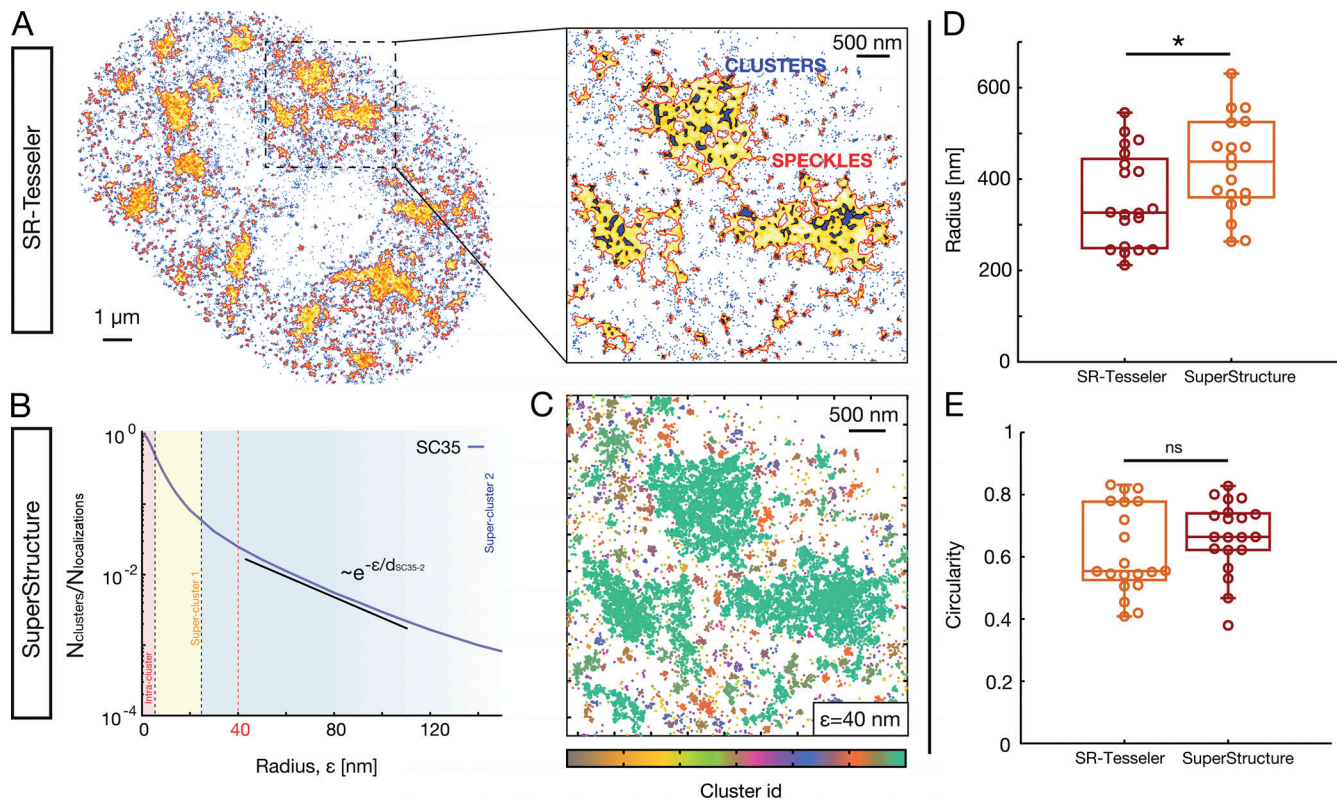 A
SR-Tesseler
1 μm
500 nm
CLUSTERS
SPECKLES
B
SuperStructure
Nclusters/Nlocalizations
10^0
10^-2
10^-4
Intra-cluster
Super-cluster 1
Super-cluster 2
SC35
~e^-ε/dSC35-2
0
40
80
120
Radius, ε [nm]
C
500 nm
ε=40 nm
Cluster id
D
Radius [nm]
600
400
200
0
*
SR-Tesseler
SuperStructure
E
Circularity
1
0.8
0.6
0.4
0.2
0
ns
SR-Tesseler
SuperStructure